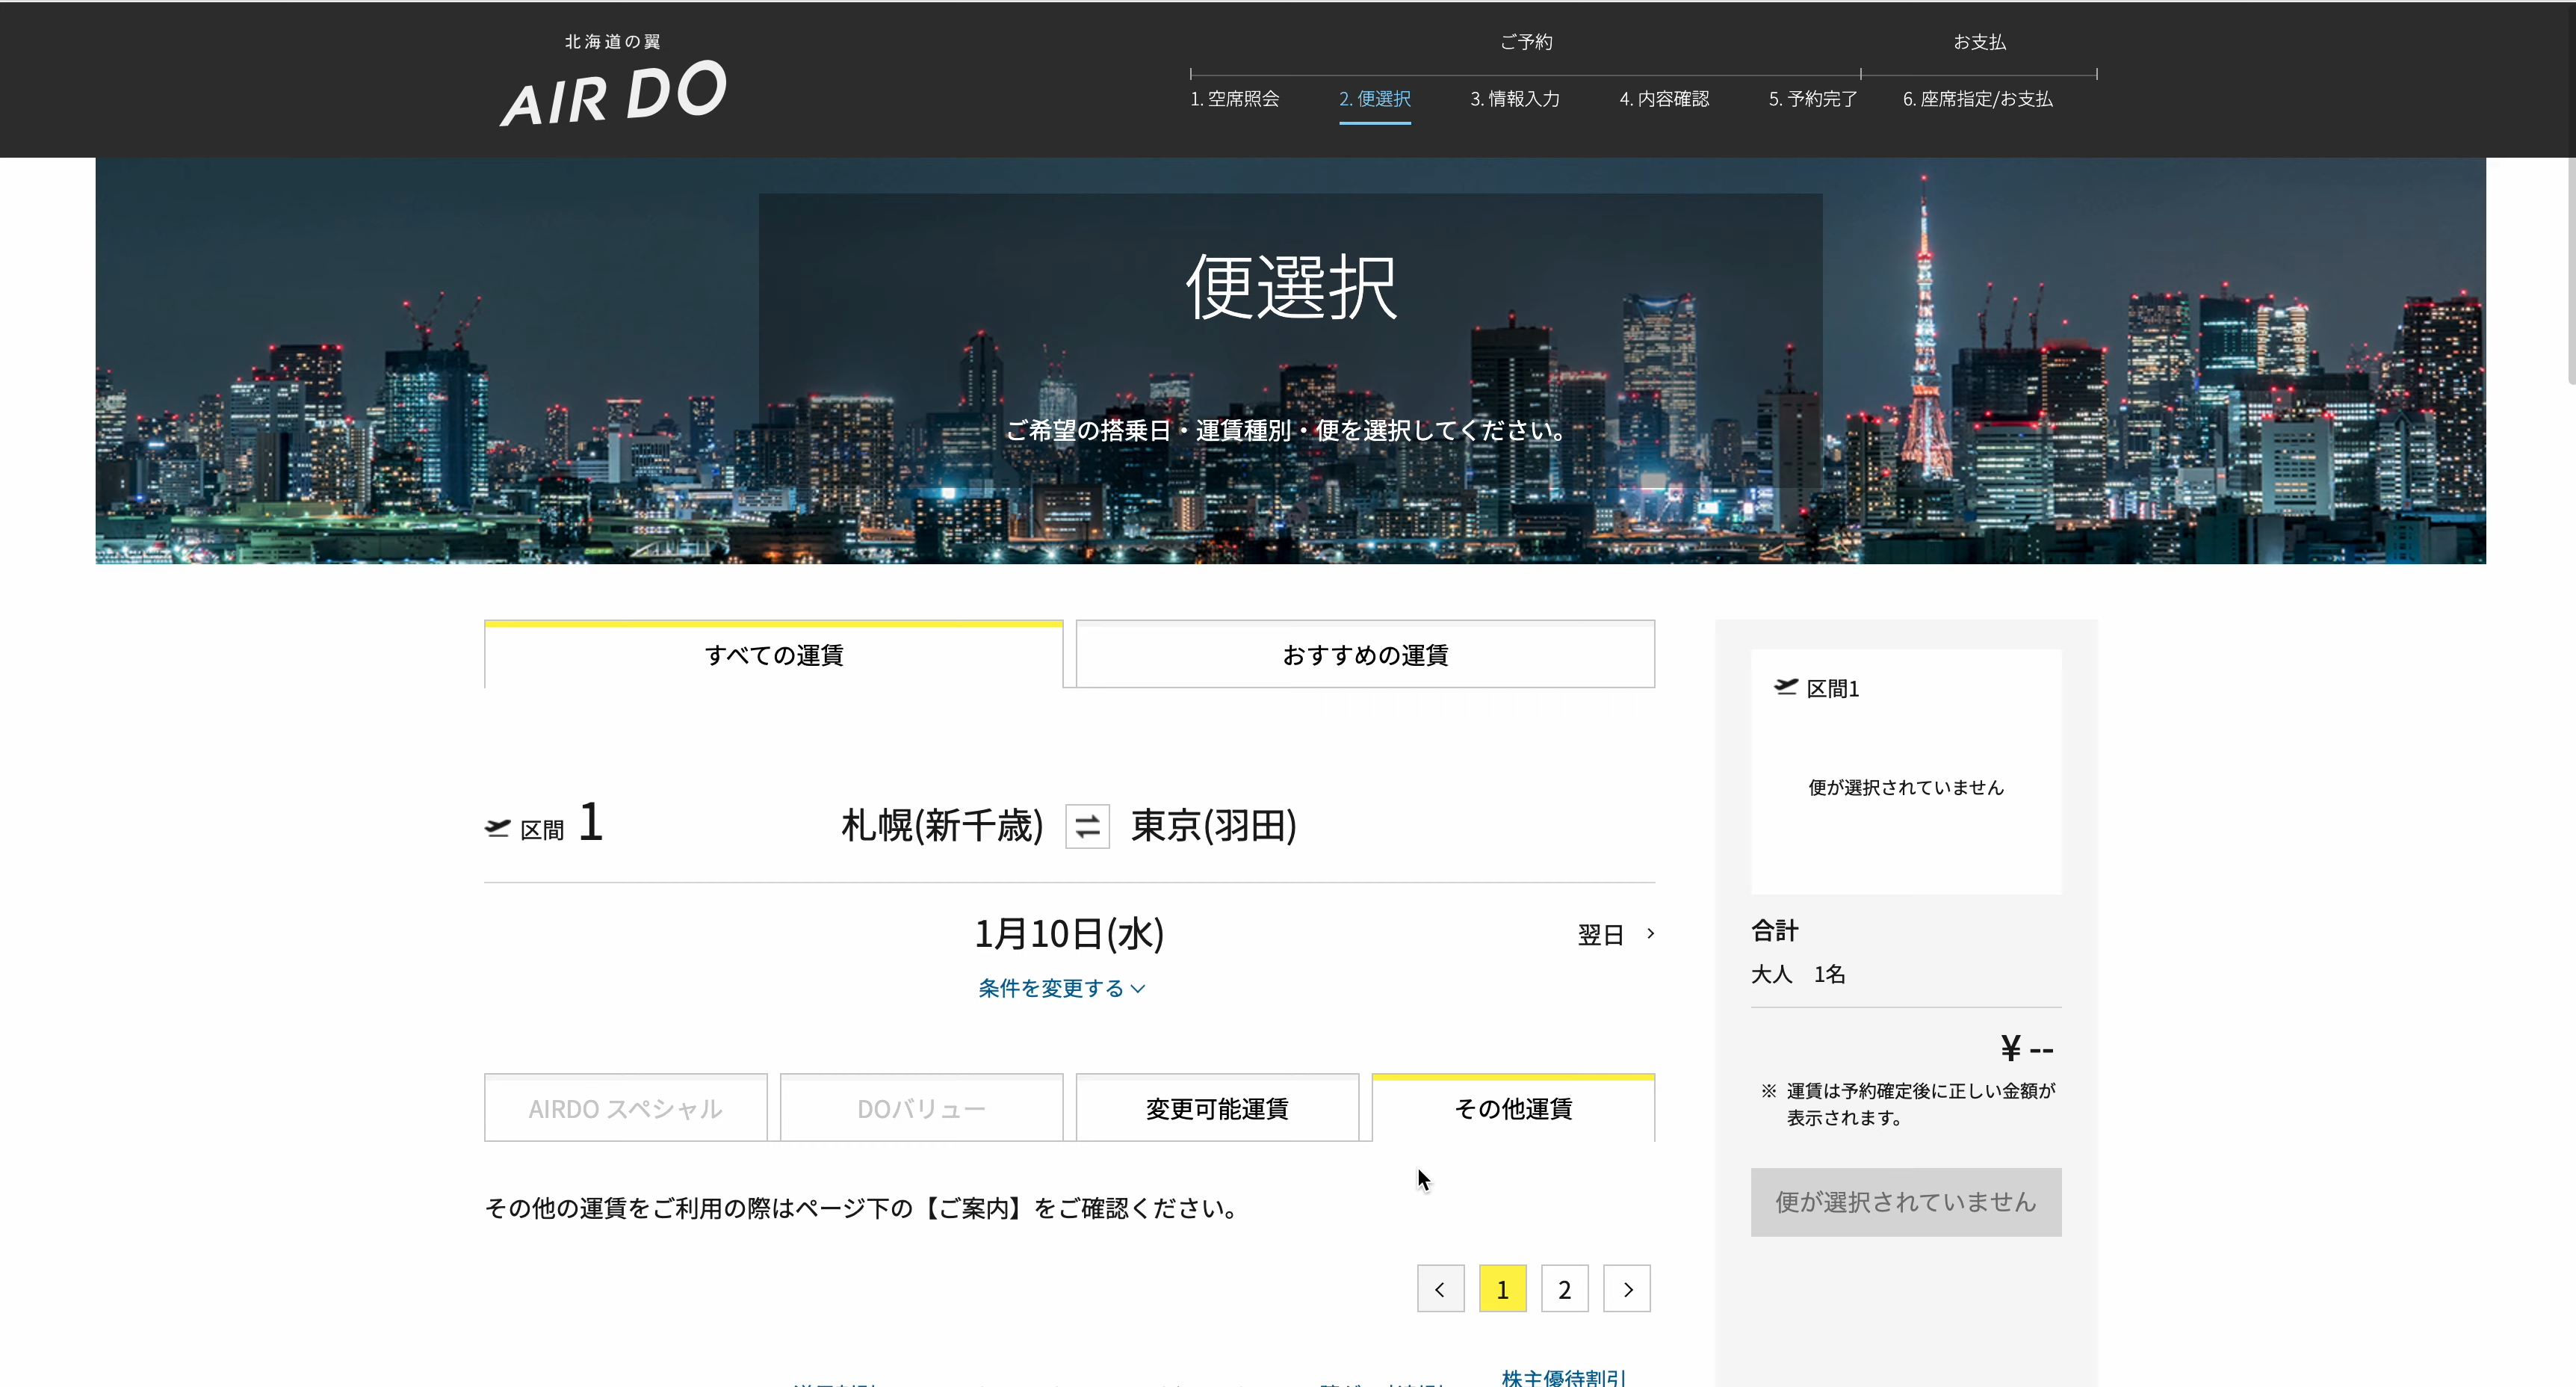 北海道の翼
AIR DO
ご予約
お支払
1. 空席照会
2. 便選択
3. 情報入力
4. 内容確認
5. 予約完了
6. 座席指定/お支払
便選択
ご希望の搭乗日・運賃種別・便を選択してください。
すべての運賃
おすすめの運賃
区間 1
札幌(新千歳)
東京(羽田)
1月10日(水)
翌日
条件を変更する
AIRDO スペシャル
DOバリュー
変更可能運賃
その他運賃
その他の運賃をご利用の際はページ下の【ご案内】をご確認ください。
1
2
株主優待割引
区間1
便が選択されていません
合計
大人 1名
¥ --
※ 運賃は予約確定後に正しい金額が
表示されます。
便が選択されていません